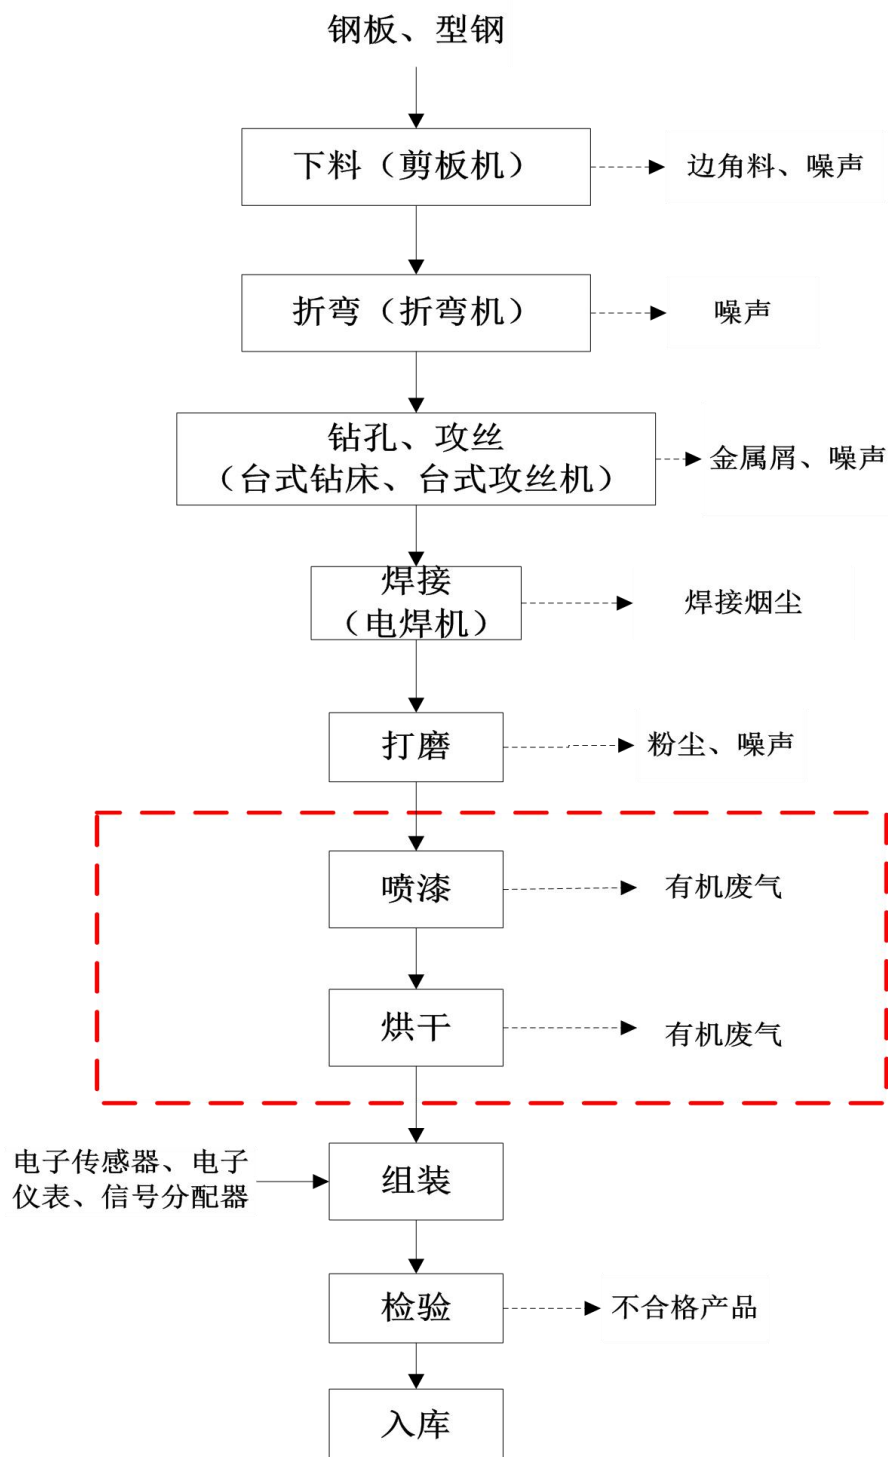 钢板、型钢
下料（剪板机）
边角料、噪声
折弯（折弯机）
噪声
钻孔、攻丝
（台式钻床、台式攻丝机）
金属屑、噪声
焊接
（电焊机）
焊接烟尘
打磨
粉尘、噪声
喷漆
有机废气
烘干
有机废气
电子传感器、电子
仪表、信号分配器
组装
检验
不合格产品
入库